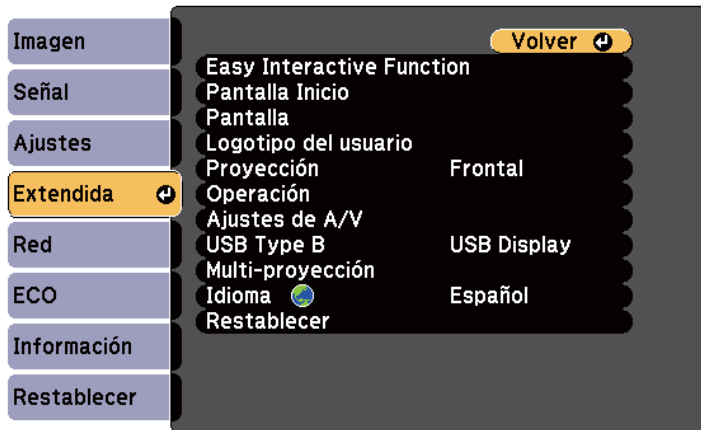 Imagen
Señal
Ajustes
Extendida
Red
ECO
Información
Restablecer
Volver
Easy Interactive Function
Pantalla Inicio
Pantalla
Logotipo del usuario
Proyección Frontal
Operación
Ajustes de A/V
USB Type B USB Display
Multi-proyección
Idioma Español
Restablecer